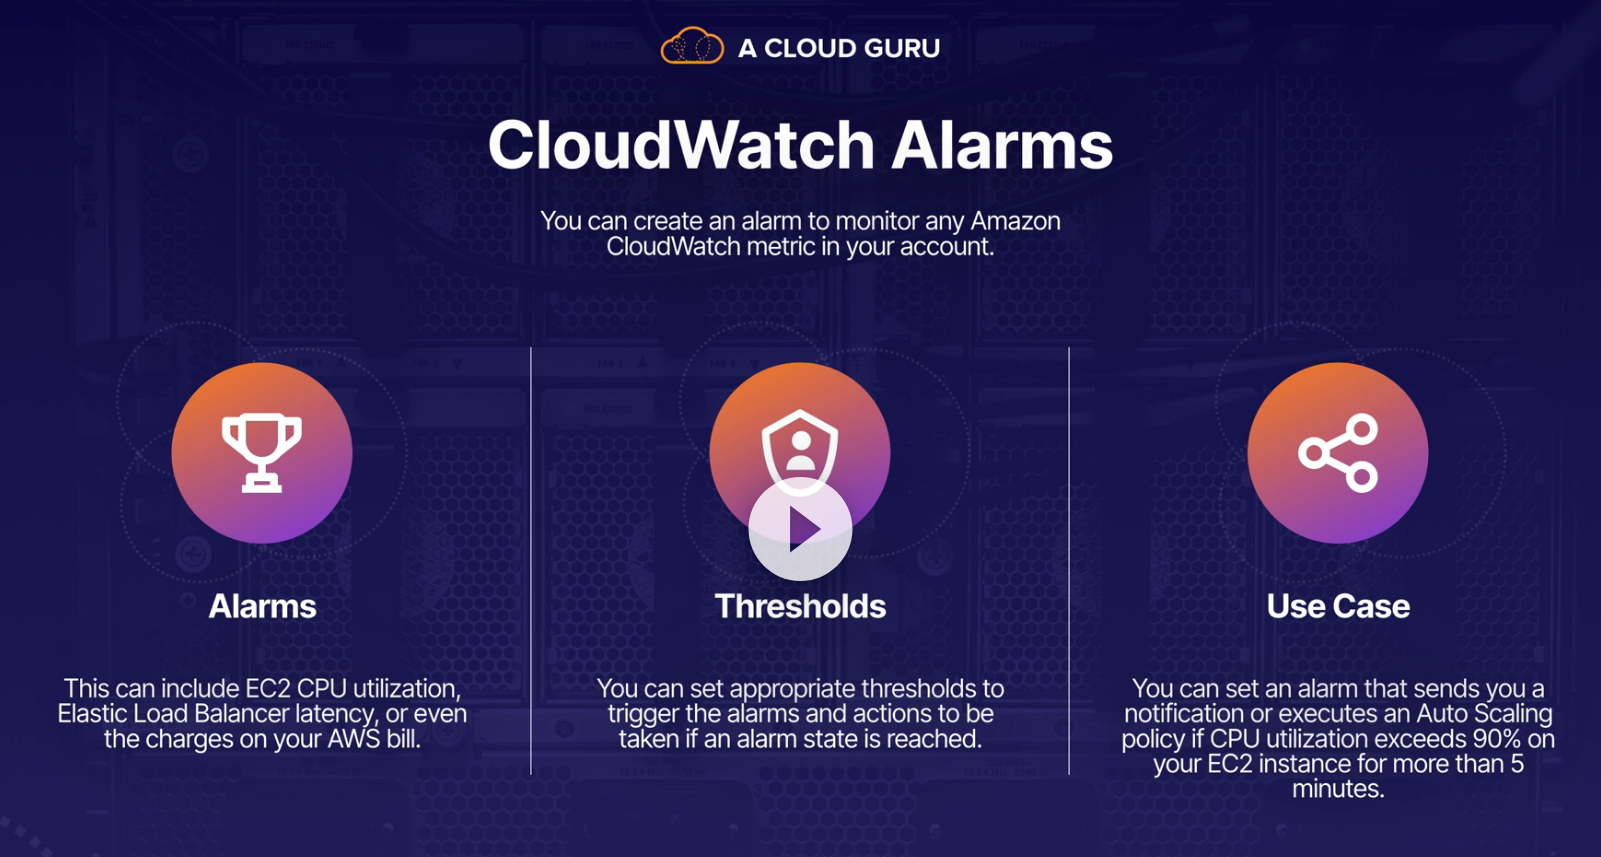 A CLOUD GURU
CloudWatch Alarms
You can create an alarm to monitor any Amazon
CloudWatch metric in your account.
Alarms
This can include EC2 CPU utilization,
Elastic Load Balancer latency, or even
the charges on your AWS bill.
Thresholds
You can set appropriate thresholds to
trigger the alarms and actions to be
taken if an alarm state is reached.
Use Case
You can set an alarm that sends you a
notification or executes an Auto Scaling
policy if CPU utilization exceeds 90% on
your EC2 instance for more than 5
minutes.